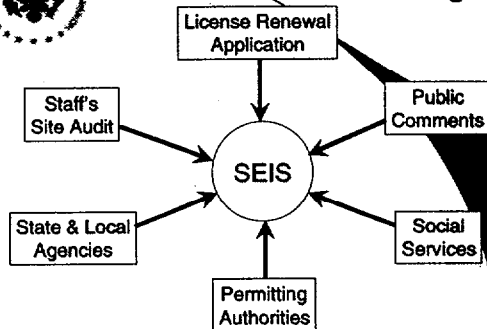 License Renewal
Application
Staff's
Site Audit
Public
Comments
SEIS
State & Local
Agencies
Social
Services
Permitting
Authorities